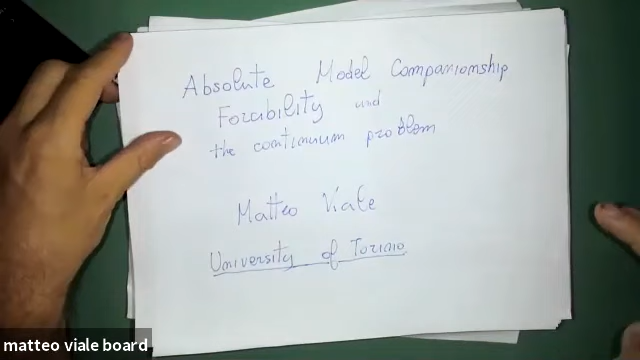 Absolute Model Companionship
Forcibility and
the continuum problem
Matteo Viale
University of Torino
matteo viale board